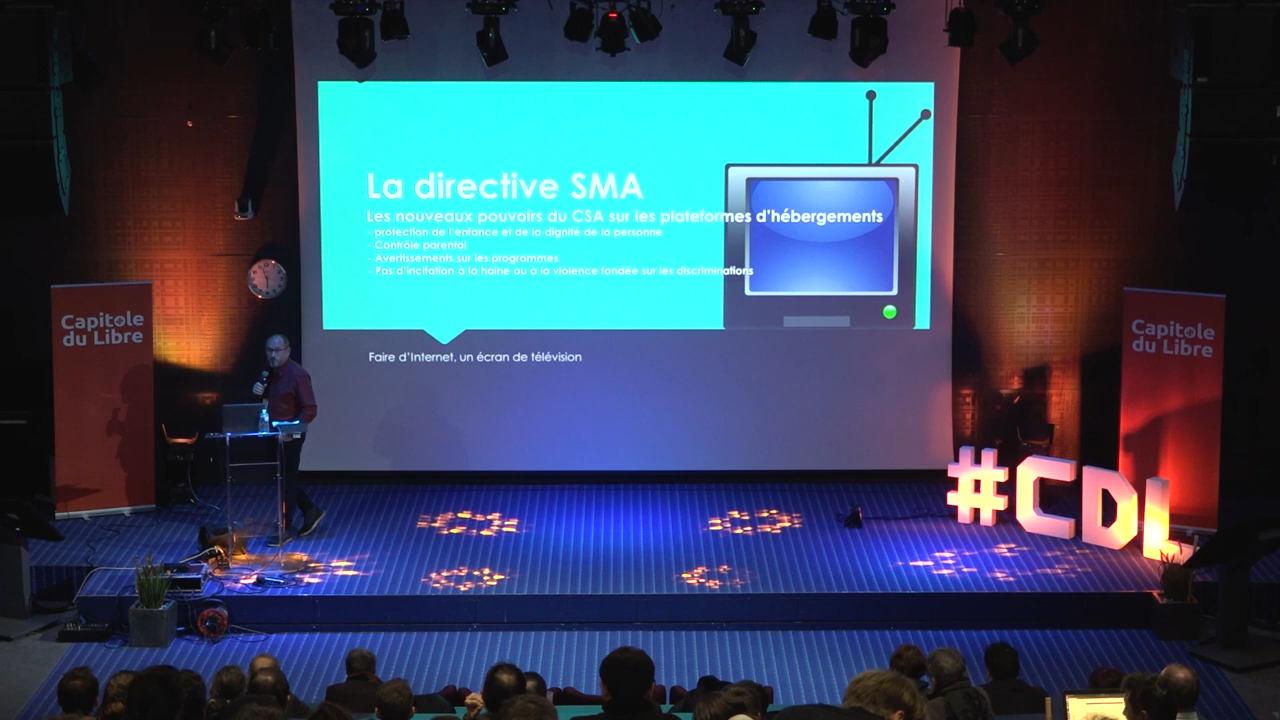 La directive SMA
Les nouveaux pouvoirs du CSA sur les plateformes d'hébergements
- protection de l'enfance et de la dignité de la personne
- Contrôle parental
- Avertissements sur les programmes
- Pas d'incitation à la haine ou à la violence fondée sur les discriminations
Faire d'Internet, un écran de télévision
Capitole
du Libre
Capitole
du Libre
#CDL